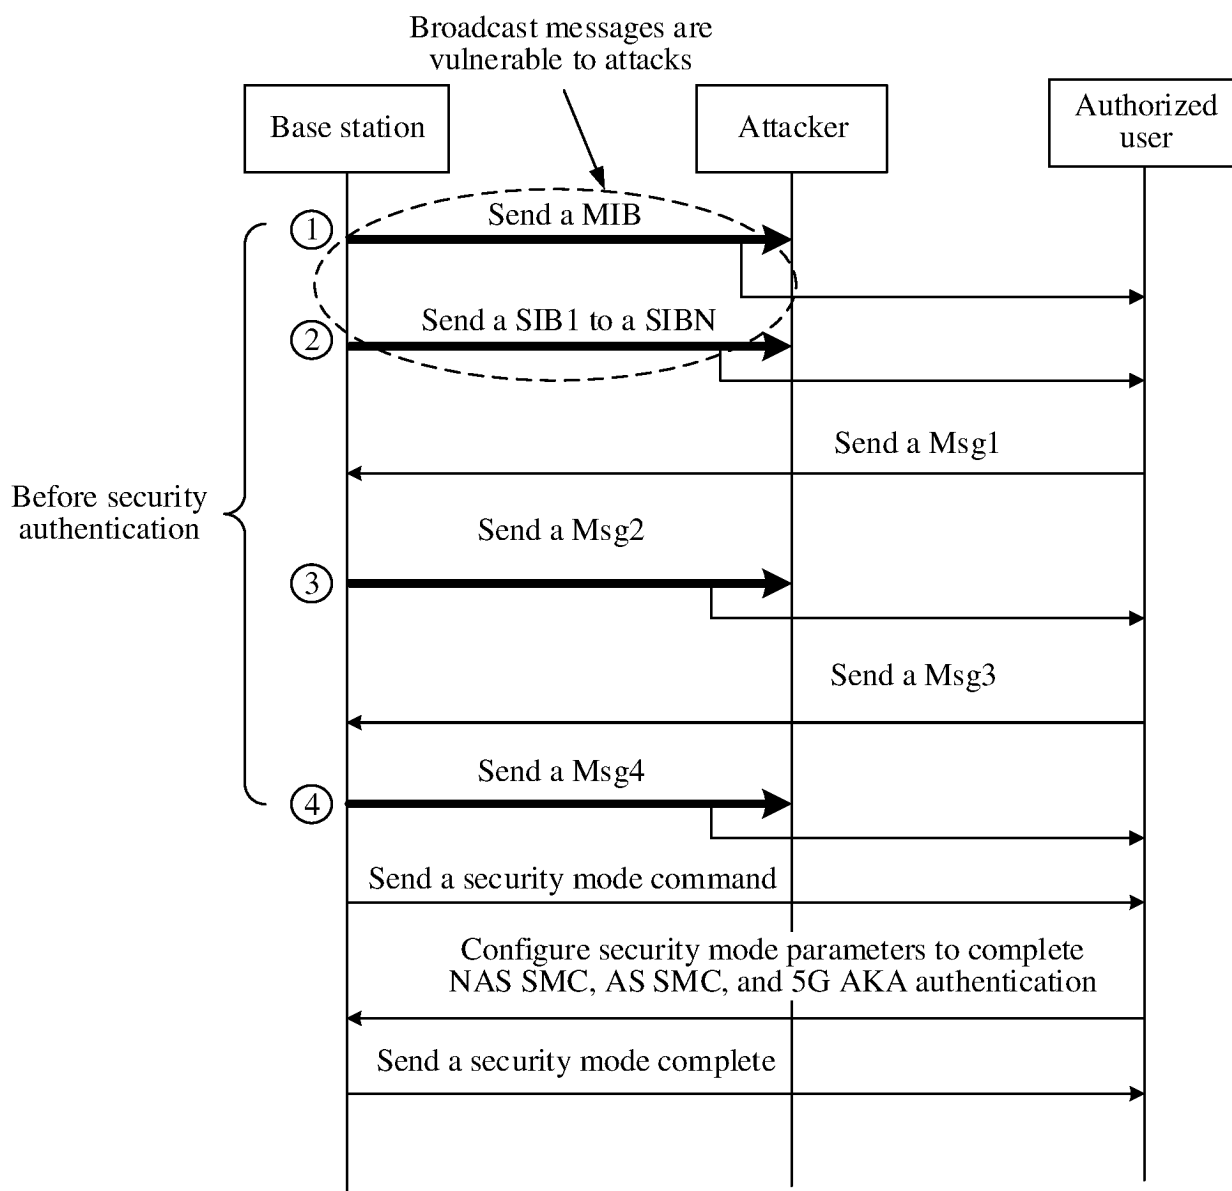 Broadcast messages are
vulnerable to attacks
Base station
Attacker
Authorized
user
1
Send a MIB
2
Send a SIB1 to a SIBN
Send a Msg1
Before security
authentication
Send a Msg2
3
Send a Msg3
Send a Msg4
4
Send a security mode command
Configure security mode parameters to complete
NAS SMC, AS SMC, and 5G AKA authentication
Send a security mode complete